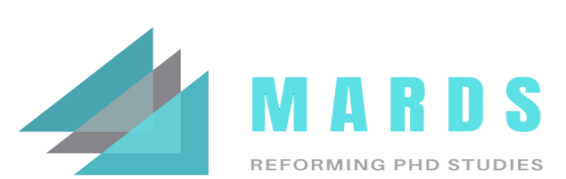 MARDS
REFORMING PHD STUDIES